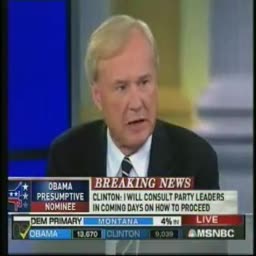 BREAKING NEWS
OBAMA
PRESUMPTIVE
NOMINEE
CLINTON: I WILL CONSULT PARTY LEADERS
IN COMING DAYS ON HOW TO PROCEED
DEM PRIMARY MONTANA 4% IN LIVE
OBAMA 13,670 CLINTON 9,039 MSNBC